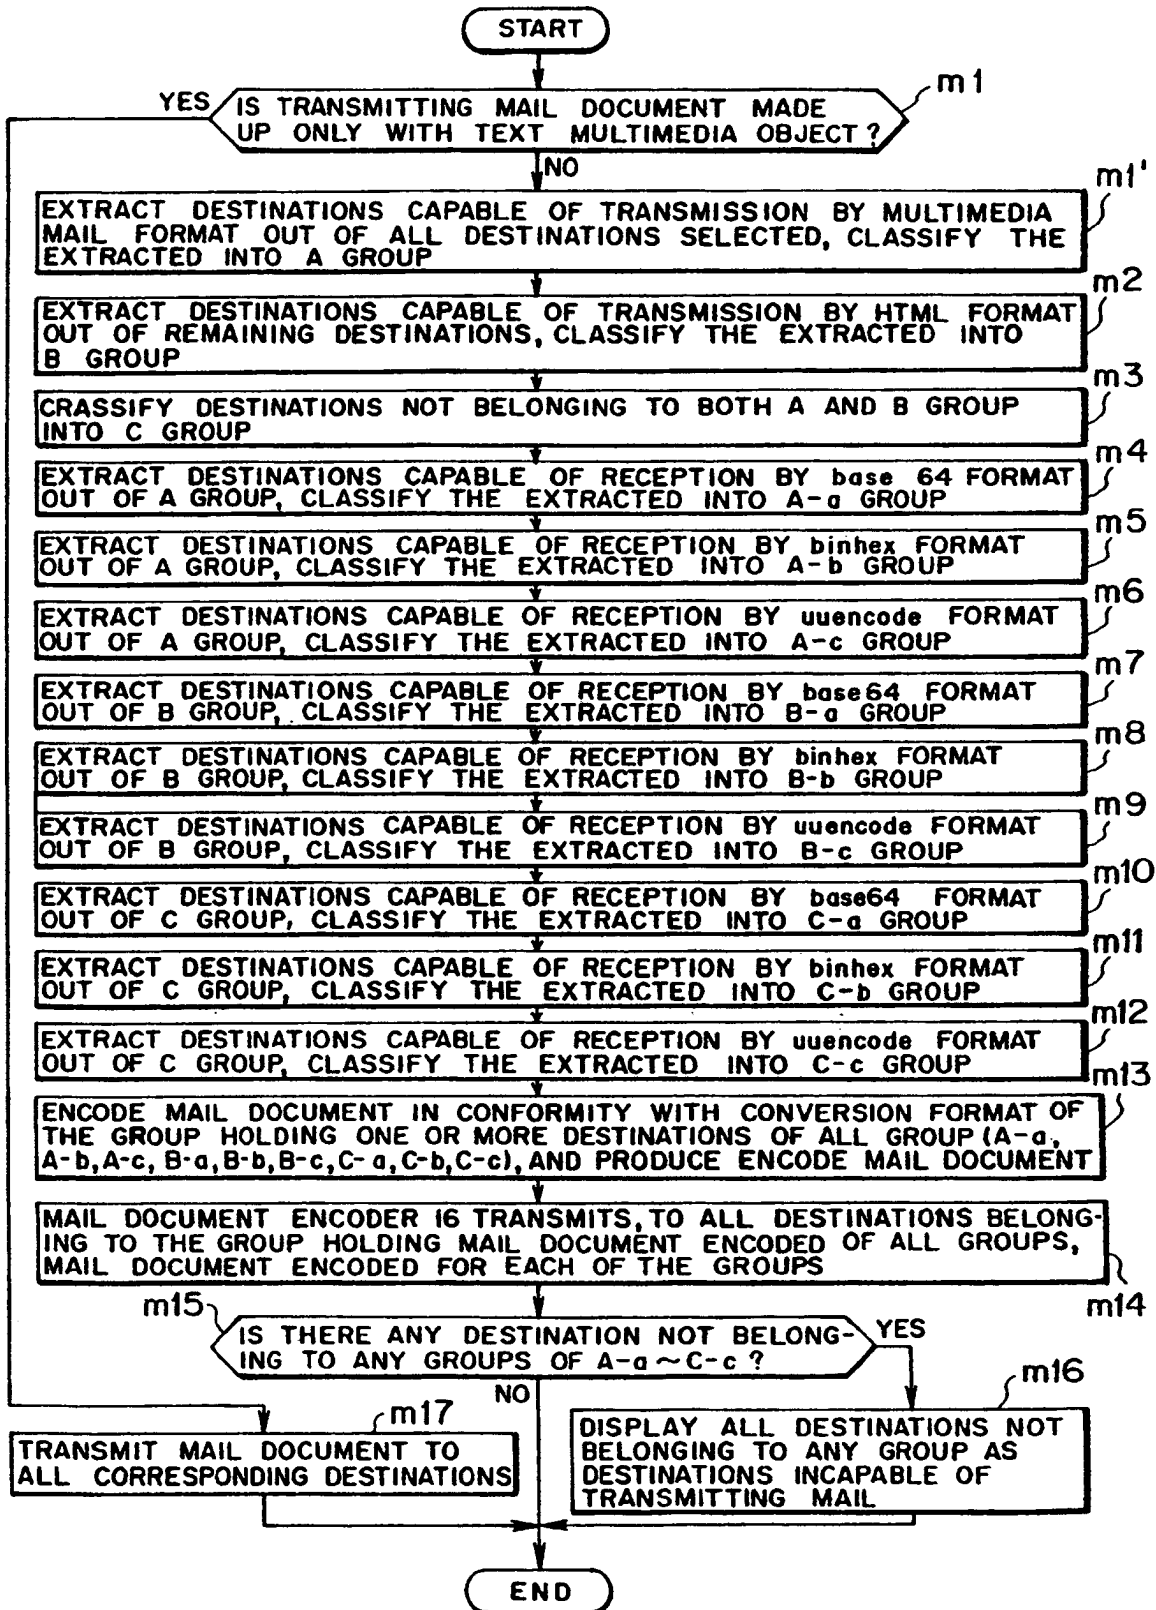 START
m1
YES
IS TRANSMITTING MAIL DOCUMENT MADE
UP ONLY WITH TEXT MULTIMEDIA OBJECT?
NO
m1'
EXTRACT DESTINATIONS CAPABLE OF TRANSMISSION BY MULTIMEDIA
MAIL FORMAT OUT OF ALL DESTINATIONS SELECTED, CLASSIFY THE
EXTRACTED INTO A GROUP
m2
EXTRACT DESTINATIONS CAPABLE OF TRANSMISSION BY HTML FORMAT
OUT OF REMAINING DESTINATIONS, CLASSIFY THE EXTRACTED INTO
B GROUP
m3
CRASSIFY DESTINATIONS NOT BELONGING TO BOTH A AND B GROUP
INTO C GROUP
m4
EXTRACT DESTINATIONS CAPABLE OF RECEPTION BY base 64 FORMAT
OUT OF A GROUP, CLASSIFY THE EXTRACTED INTO A-a GROUP
m5
EXTRACT DESTINATIONS CAPABLE OF RECEPTION BY binhex FORMAT
OUT OF A GROUP, CLASSIFY THE EXTRACTED INTO A-b GROUP
m6
EXTRACT DESTINATIONS CAPABLE OF RECEPTION BY uuencode FORMAT
OUT OF A GROUP, CLASSIFY THE EXTRACTED INTO A-c GROUP
m7
EXTRACT DESTINATIONS CAPABLE OF RECEPTION BY base64 FORMAT
OUT OF B GROUP, CLASSIFY THE EXTRACTED INTO B-a GROUP
m8
EXTRACT DESTINATIONS CAPABLE OF RECEPTION BY binhex FORMAT
OUT OF B GROUP, CLASSIFY THE EXTRACTED INTO B-b GROUP
m9
EXTRACT DESTINATIONS CAPABLE OF RECEPTION BY uuencode FORMAT
OUT OF B GROUP, CLASSIFY THE EXTRACTED INTO B-c GROUP
m10
EXTRACT DESTINATIONS CAPABLE OF RECEPTION BY base64 FORMAT
OUT OF C GROUP, CLASSIFY THE EXTRACTED INTO C-a GROUP
m11
EXTRACT DESTINATIONS CAPABLE OF RECEPTION BY binhex FORMAT
OUT OF C GROUP, CLASSIFY THE EXTRACTED INTO C-b GROUP
m12
EXTRACT DESTINATIONS CAPABLE OF RECEPTION BY uuencode FORMAT
OUT OF C GROUP, CLASSIFY THE EXTRACTED INTO C-c GROUP
m13
ENCODE MAIL DOCUMENT IN CONFORMITY WITH CONVERSION FORMAT OF
THE GROUP HOLDING ONE OR MORE DESTINATIONS OF ALL GROUP (A-a,
A-b, A-c, B-a, B-b, B-c, C-a, C-b, C-c), AND PRODUCE ENCODE MAIL DOCUMENT
MAIL DOCUMENT ENCODER 16 TRANSMITS, TO ALL DESTINATIONS BELONG-
ING TO THE GROUP HOLDING MAIL DOCUMENT ENCODED OF ALL GROUPS,
MAIL DOCUMENT ENCODED FOR EACH OF THE GROUPS
m14
m15
IS THERE ANY DESTINATION NOT BELONG-
ING TO ANY GROUPS OF A-a ~ C-c ?
YES
NO
m16
DISPLAY ALL DESTINATIONS NOT
BELONGING TO ANY GROUP AS
DESTINATIONS INCAPABLE OF
TRANSMITTING MAIL
m17
TRANSMIT MAIL DOCUMENT TO
ALL CORRESPONDING DESTINATIONS
END